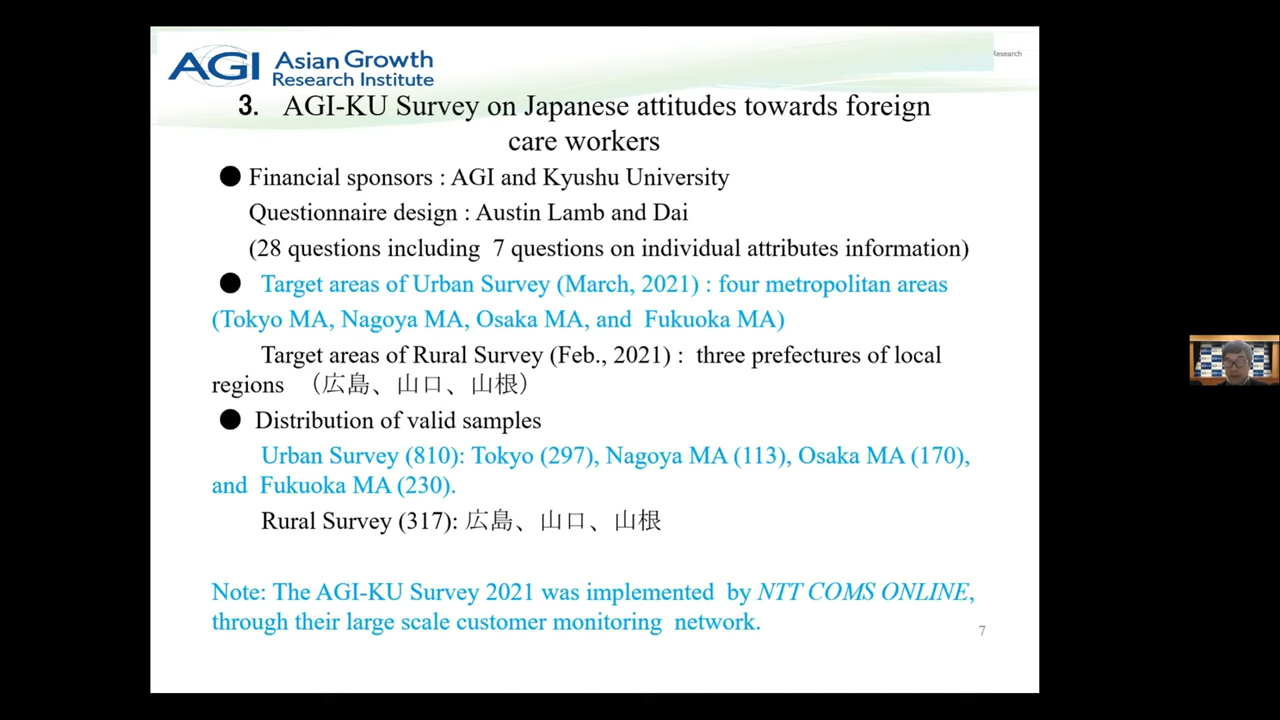 AGI Asian Growth
Research Institute
Research
3. AGI-KU Survey on Japanese attitudes towards foreign
care workers
● Financial sponsors : AGI and Kyushu University
Questionnaire design : Austin Lamb and Dai
(28 questions including 7 questions on individual attributes information)
● Target areas of Urban Survey (March, 2021) : four metropolitan areas
(Tokyo MA, Nagoya MA, Osaka MA, and Fukuoka MA)
Target areas of Rural Survey (Feb., 2021) : three prefectures of local
regions （広島、山口、山根）
● Distribution of valid samples
Urban Survey (810): Tokyo (297), Nagoya MA (113), Osaka MA (170),
and Fukuoka MA (230).
Rural Survey (317): 広島、山口、山根
Note: The AGI-KU Survey 2021 was implemented by NTT COMS ONLINE,
through their large scale customer monitoring network.
7